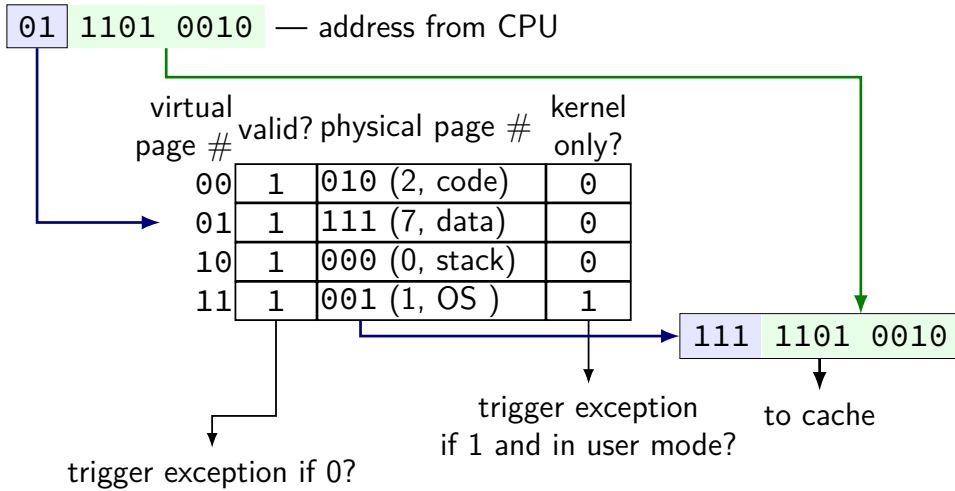 01 1101 0010 — address from CPU
virtual page # valid? physical page # kernel only?
00 1 010 (2, code) 0
01 1 111 (7, data) 0
10 1 000 (0, stack) 0
11 1 001 (1, OS ) 1
111 1101 0010
trigger exception
if 1 and in user mode?
to cache
trigger exception if 0?